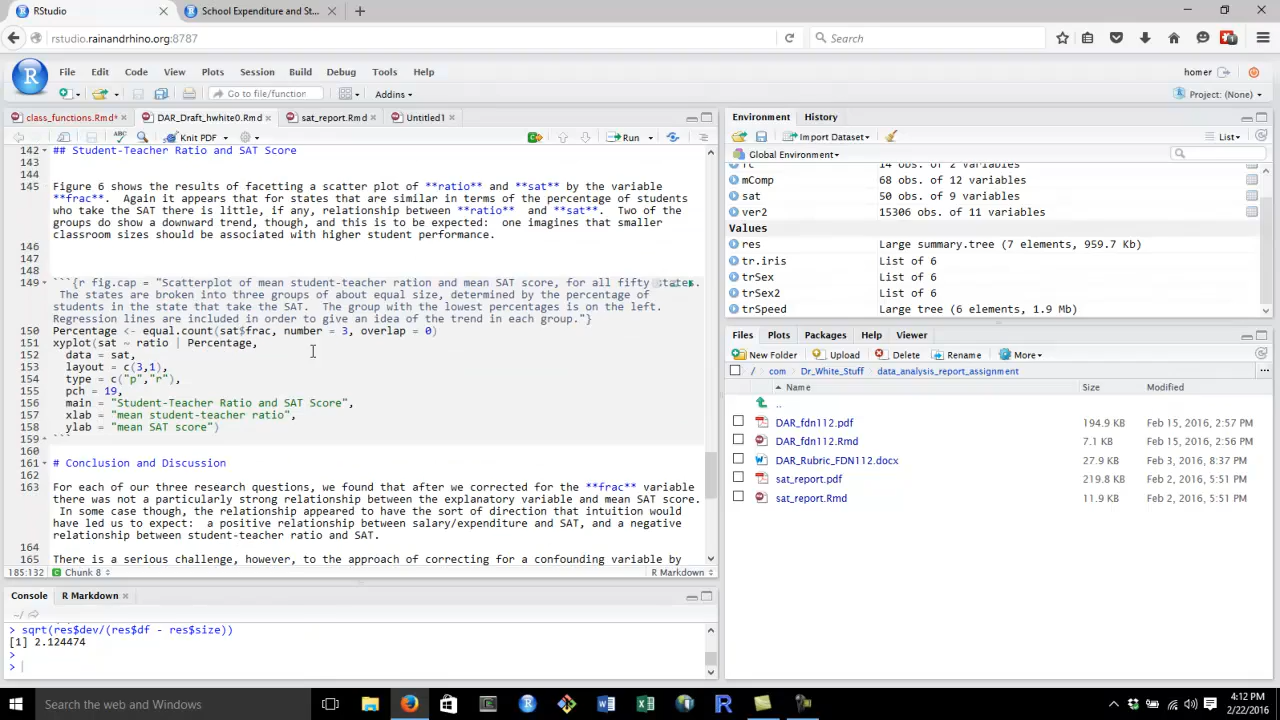 RStudio
School Expenditure and St...
rstudio.rainandrhino.org:8787
Search
File Edit Code View Plots Session Build Debug Tools Help
homer
Go to file/function
Addins
Project: (None)
class_functions.Rmd*
DAR_Draft_hwhite0.Rmd
sat_report.Rmd
Untitled1
Knit PDF
Run
142 ## Student-Teacher Ratio and SAT Score
143
144
145 Figure 6 shows the results of facetting a scatter plot of **ratio** and **sat** by the variable
**frac**.  Again it appears that for states that are similar in terms of the percentage of students
who take the SAT there is little, if any, relationship between **ratio**  and **sat**.  Two of the
groups do show a downward trend, though, and this is to be expected:  one imagines that smaller
classroom sizes should be associated with higher student performance.
146
147
148
149 ```{r fig.cap = "Scatterplot of mean student-teacher ration and mean SAT score, for all fifty states.
The states are broken into three groups of about equal size, determined by the percentage of
students in the state that take the SAT.  The group with the lowest percentages is on the left.
Regression lines are included in order to give an idea of the trend in each group."}
150 Percentage <- equal.count(sat$frac, number = 3, overlap = 0)
151 xyplot(sat ~ ratio | Percentage,
152 data = sat,
153 layout = c(3,1),
154 type = c("p","r"),
155 pch = 19,
156 main = "Student-Teacher Ratio and SAT Score",
157 xlab = "mean student-teacher ratio",
158 ylab = "mean SAT score")
159 ```
160
161 # Conclusion and Discussion
162
163 For each of our three research questions, we found that after we corrected for the **frac** variable
there was not a particularly strong relationship between the explanatory variable and mean SAT score.
In some case though, the relationship appeared to have the sort of direction that intuition would
have led us to expect:  a positive relationship between salary/expenditure and SAT, and a negative
relationship between student-teacher ratio and SAT.
164
165 There is a serious challenge, however, to the approach of correcting for a confounding variable by
185:132 Chunk 8
R Markdown
Console R Markdown
~/
> sqrt(res$dev/(res$df - res$size))
[1] 2.124474
>
>
Environment History
Import Dataset
List
Global Environment
rc 14 obs. of 2 variables
mComp 68 obs. of 12 variables
sat 50 obs. of 9 variables
ver2 15306 obs. of 11 variables
Values
res Large summary.tree (7 elements, 959.7 Kb)
tr.iris List of 6
trSex List of 6
trSex2 List of 6
trSpeed Large tree (6 elements, 1.9 Mb)
Files Plots Packages Help Viewer
New Folder Upload Delete Rename More
/ com Dr_White_Stuff data_analysis_report_assignment
Name Size Modified
..
DAR_fdn112.pdf 194.9 KB Feb 15, 2016, 2:57 PM
DAR_fdn112.Rmd 7.1 KB Feb 15, 2016, 2:56 PM
DAR_Rubric_FDN112.docx 27.9 KB Feb 3, 2016, 8:37 PM
sat_report.pdf 219.8 KB Feb 2, 2016, 5:51 PM
sat_report.Rmd 11.9 KB Feb 2, 2016, 5:51 PM
Search the web and Windows
4:12 PM
2/22/2016